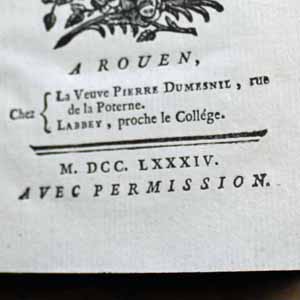 A ROUEN,
Chez { La Veuve PIERRE DUMESNIL, rue
de la Poterne.
LABBEY, proche le Collége.
M. DCC. LXXXIV.
AVEC PERMISSION.